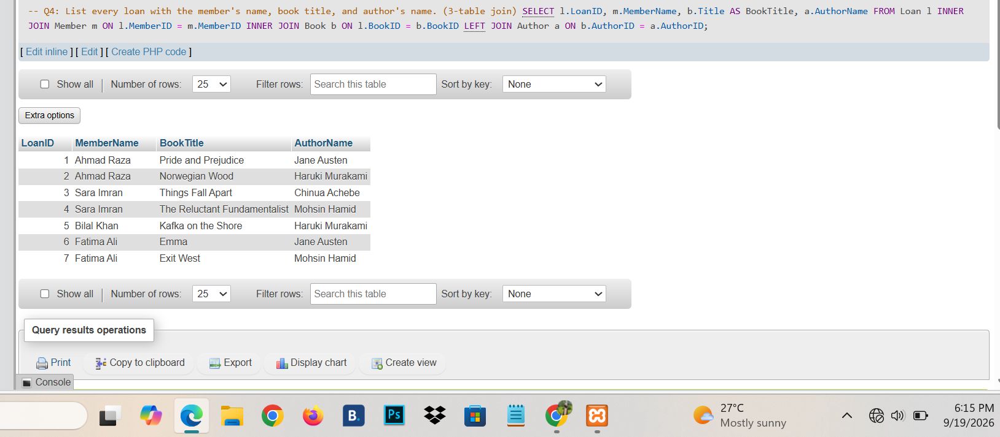 -- Q4: List every loan with the member's name, book title, and author's name. (3-table join) SELECT l.LoanID, m.MemberName, b.Title AS BookTitle, a.AuthorName FROM Loan l INNER
JOIN Member m ON l.MemberID = m.MemberID INNER JOIN Book b ON l.BookID = b.BookID LEFT JOIN Author a ON b.AuthorID = a.AuthorID;
[ Edit inline ] [ Edit ] [ Create PHP code ]
Show all Number of rows: 25 Filter rows: Search this table Sort by key: None
Extra options
LoanID MemberName BookTitle AuthorName
1 Ahmad Raza Pride and Prejudice Jane Austen
2 Ahmad Raza Norwegian Wood Haruki Murakami
3 Sara Imran Things Fall Apart Chinua Achebe
4 Sara Imran The Reluctant Fundamentalist Mohsin Hamid
5 Bilal Khan Kafka on the Shore Haruki Murakami
6 Fatima Ali Emma Jane Austen
7 Fatima Ali Exit West Mohsin Hamid
Show all Number of rows: 25 Filter rows: Search this table Sort by key: None
Query results operations
Print Copy to clipboard Export Display chart Create view
Console
B. Ps
27°C
Mostly sunny
6:15 PM
9/19/2026